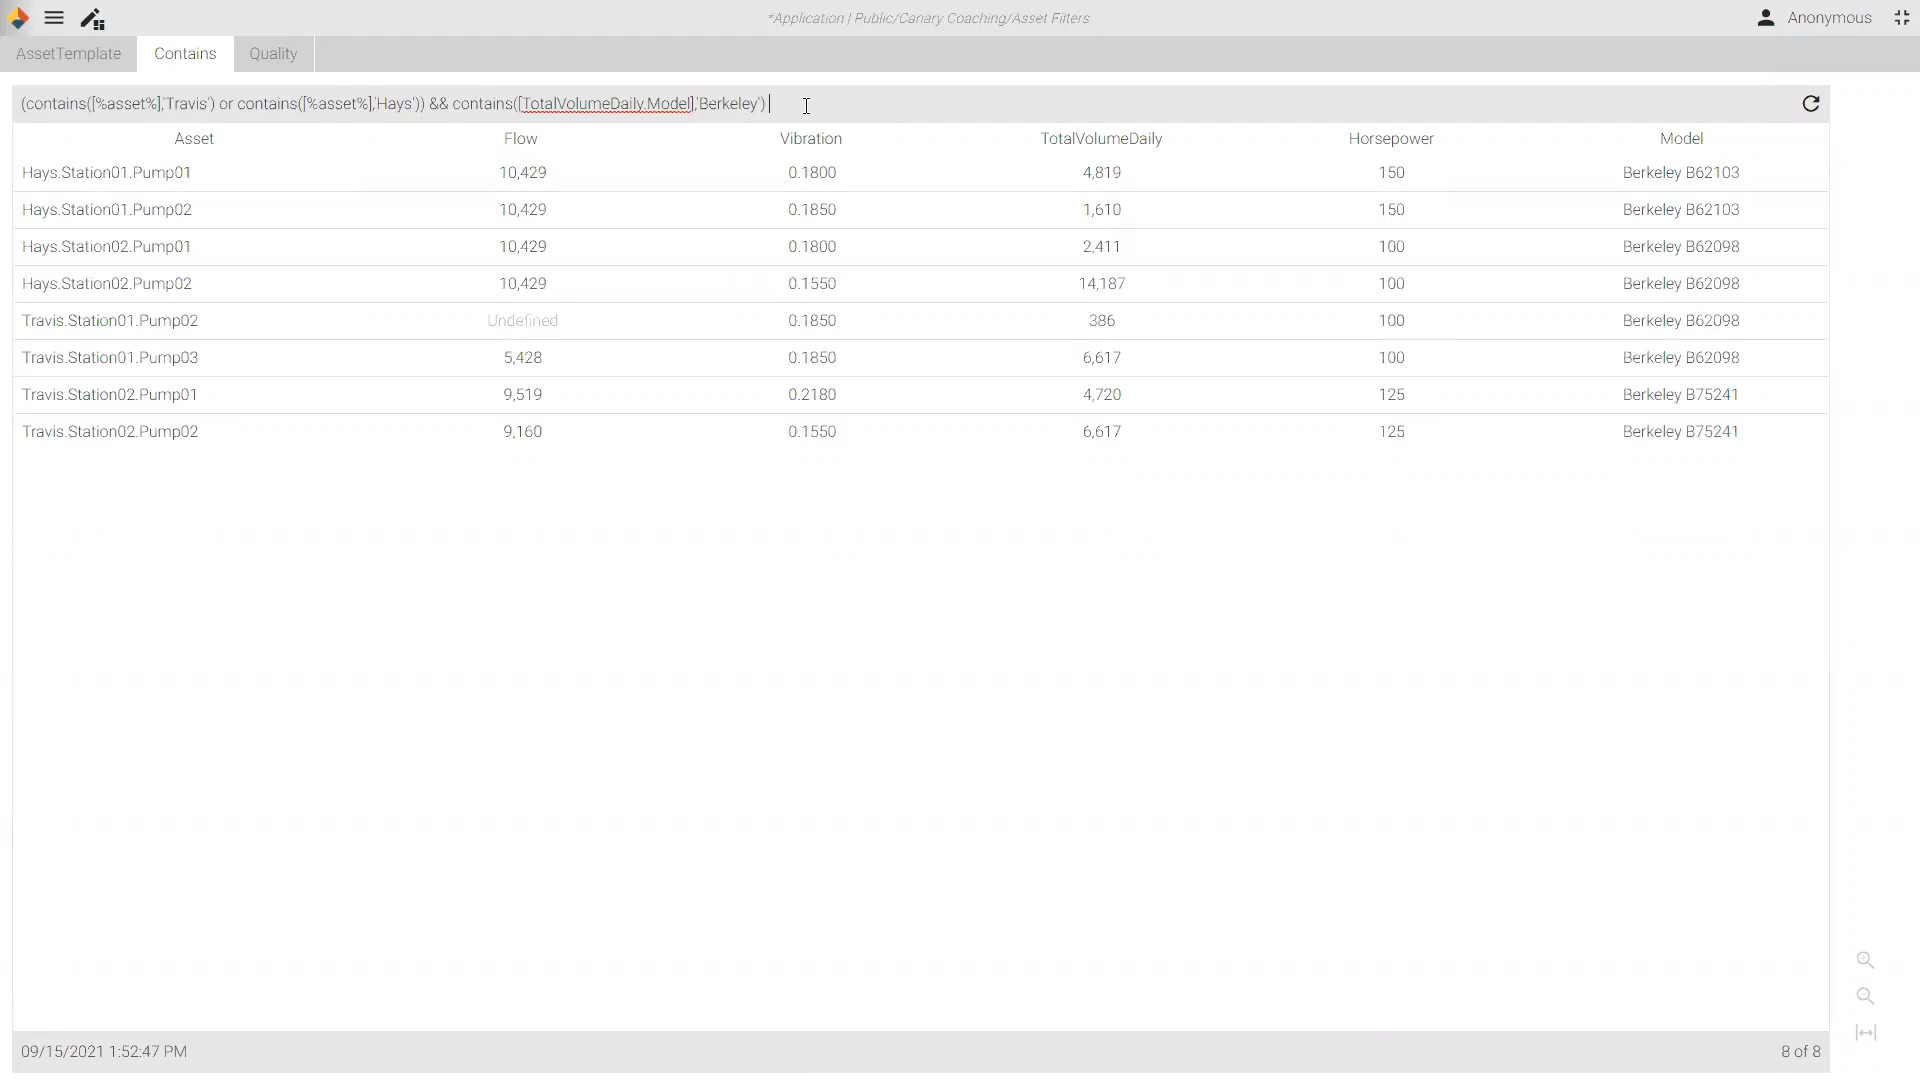 *Application | Public/Canary Coaching/Asset Filters
Anonymous
AssetTemplate Contains Quality
(contains([%asset%],'Travis') or contains([%asset%],'Hays')) && contains([TotalVolumeDaily.Model],'Berkeley')
Asset Flow Vibration TotalVolumeDaily Horsepower Model
Hays.Station01.Pump01 10,429 0.1800 4,819 150 Berkeley B62103
Hays.Station01.Pump02 10,429 0.1850 1,610 150 Berkeley B62103
Hays.Station02.Pump01 10,429 0.1800 2,411 100 Berkeley B62098
Hays.Station02.Pump02 10,429 0.1550 14,187 100 Berkeley B62098
Travis.Station01.Pump02 Undefined 0.1850 386 100 Berkeley B62098
Travis.Station01.Pump03 5,428 0.1850 6,617 100 Berkeley B62098
Travis.Station02.Pump01 9,519 0.2180 4,720 125 Berkeley B75241
Travis.Station02.Pump02 9,160 0.1550 6,617 125 Berkeley B75241
09/15/2021 1:52:47 PM 8 of 8